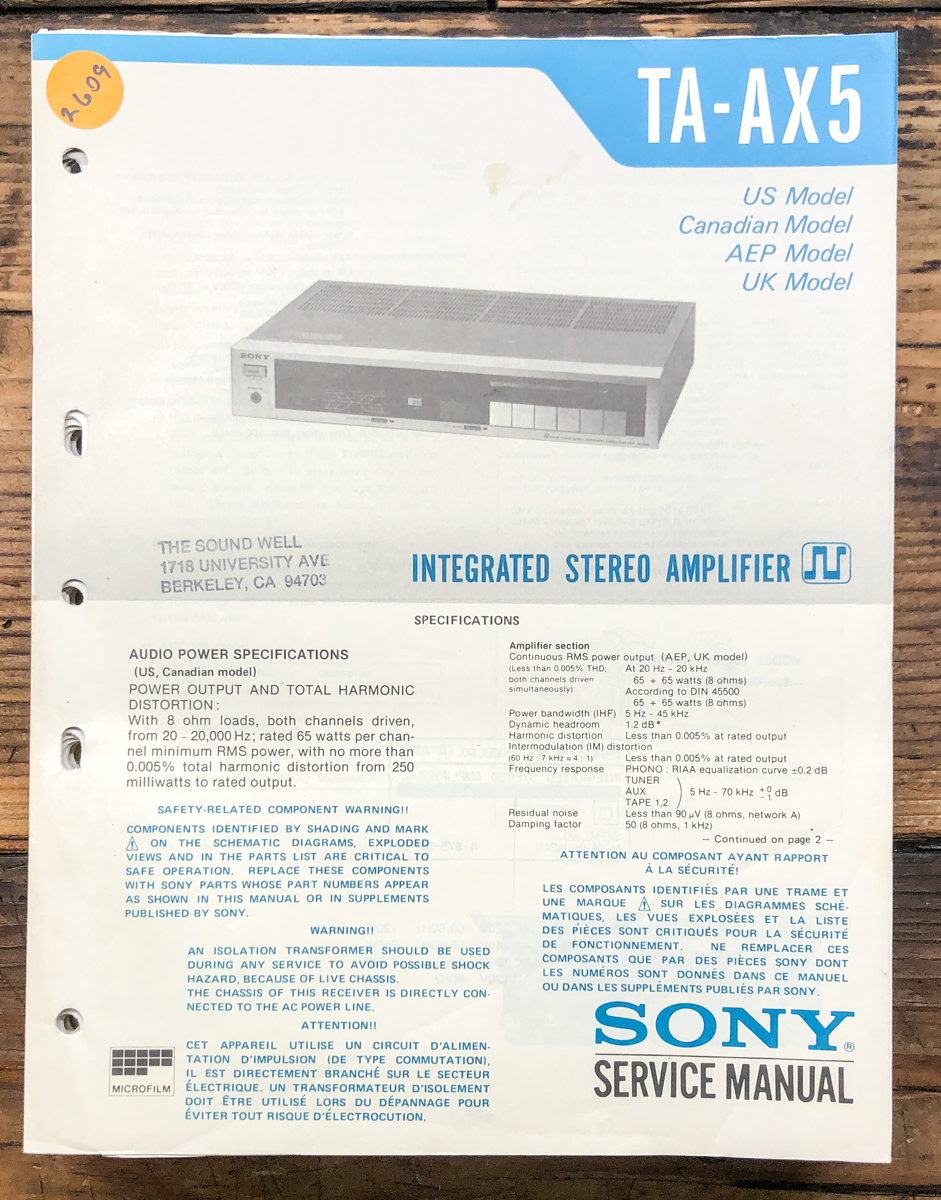 2609
TA-AX5
US Model
Canadian Model
AEP Model
UK Model
SONY
THE SOUND WELL
1718 UNIVERSITY AVE
BERKELEY, CA 94703
INTEGRATED STEREO AMPLIFIER
SPECIFICATIONS
AUDIO POWER SPECIFICATIONS
(US, Canadian model)
POWER OUTPUT AND TOTAL HARMONIC
DISTORTION:
With 8 ohm loads, both channels driven,
from 20 - 20,000 Hz; rated 65 watts per chan-
nel minimum RMS power, with no more than
0.005% total harmonic distortion from 250
milliwatts to rated output.
SAFETY-RELATED COMPONENT WARNING!!
COMPONENTS IDENTIFIED BY SHADING AND MARK
⚠ ON THE SCHEMATIC DIAGRAMS, EXPLODED
VIEWS AND IN THE PARTS LIST ARE CRITICAL TO
SAFE OPERATION. REPLACE THESE COMPONENTS
WITH SONY PARTS WHOSE PART NUMBERS APPEAR
AS SHOWN IN THIS MANUAL OR IN SUPPLEMENTS
PUBLISHED BY SONY.
WARNING!!
AN ISOLATION TRANSFORMER SHOULD BE USED
DURING ANY SERVICE TO AVOID POSSIBLE SHOCK
HAZARD, BECAUSE OF LIVE CHASSIS.
THE CHASSIS OF THIS RECEIVER IS DIRECTLY CON-
NECTED TO THE AC POWER LINE.
ATTENTION!!
CET APPAREIL UTILISE UN CIRCUIT D'ALIMEN-
TATION D'IMPULSION (DE TYPE COMMUTATION),
IL EST DIRECTEMENT BRANCHÉ SUR LE SECTEUR
ÉLECTRIQUE. UN TRANSFORMATEUR D'ISOLEMENT
DOIT ÊTRE UTILISÉ LORS DU DÉPANNAGE POUR
ÉVITER TOUT RISQUE D'ÉLECTROCUTION.
MICROFILM
Amplifier section
Continuous RMS power output (AEP, UK model)
(Less than 0.005% THD, At 20 Hz - 20 kHz
both channels driven 65 + 65 watts (8 ohms)
simultaneously) According to DIN 45500
65 + 65 watts (8 ohms)
Power bandwidth (IHF) 5 Hz - 45 kHz
Dynamic headroom 1.2 dB*
Harmonic distortion Less than 0.005% at rated output
Intermodulation (IM) distortion
(60 Hz : 7 kHz = 4 : 1) Less than 0.005% at rated output
Frequency response PHONO : RIAA equalization curve ±0.2 dB
TUNER
AUX 5 Hz - 70 kHz +0 -1 dB
TAPE 1,2
Residual noise Less than 90 µV (8 ohms, network A)
Damping factor 50 (8 ohms, 1 kHz)
— Continued on page 2 —
ATTENTION AU COMPOSANT AYANT RAPPORT
À LA SÉCURITÉ!
LES COMPOSANTS IDENTIFIÉS PAR UNE TRAME ET
UNE MARQUE ⚠ SUR LES DIAGRAMMES SCHÉ-
MATIQUES, LES VUES EXPLOSÉES ET LA LISTE
DES PIÈCES SONT CRITIQUES POUR LA SÉCURITÉ
DE FONCTIONNEMENT. NE REMPLACER CES
COMPOSANTS QUE PAR DES PIÈCES SONY DONT
LES NUMÉROS SONT DONNÉS DANS CE MANUEL
OU DANS LES SUPPLÉMENTS PUBLIÉS PAR SONY.
SONY®
SERVICE MANUAL